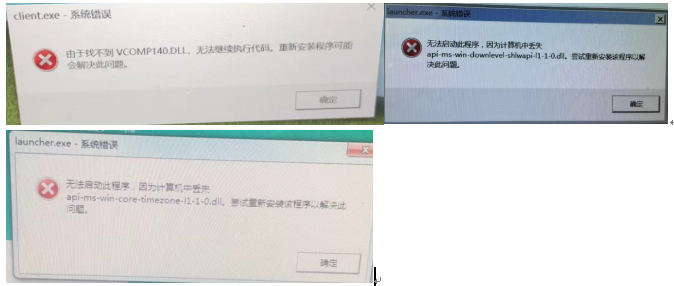 client.exe - 系统错误
由于找不到 VCOMP140.DLL，无法继续执行代码。重新安装程序可能
会解决此问题。
确定
launcher.exe - 系统错误
无法启动此程序，因为计算机中丢失
api-ms-win-downlevel-shlwapi-l1-1-0.dll。尝试重新安装该程序以解
决此问题。
确定
launcher.exe - 系统错误
无法启动此程序，因为计算机中丢失
api-ms-win-core-timezone-l1-1-0.dll。尝试重新安装该程序以解决此
问题。
确定